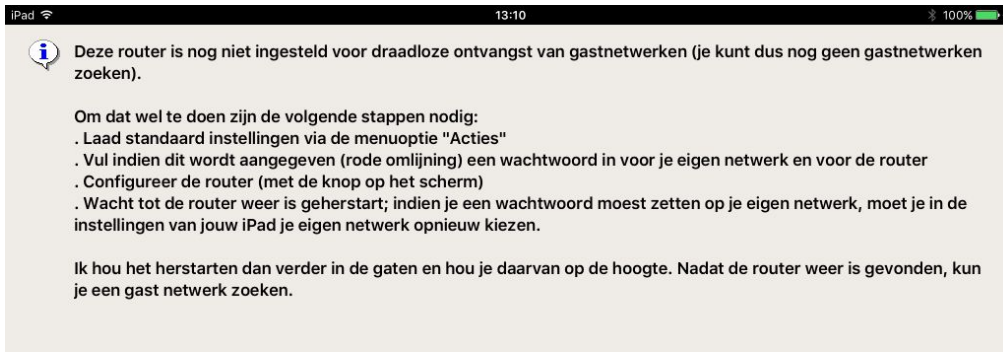 iPad 13:10 100%
Deze router is nog niet ingesteld voor draadloze ontvangst van gastnetwerken (je kunt dus nog geen gastnetwerken
zoeken).
Om dat wel te doen zijn de volgende stappen nodig:
. Laad standaard instellingen via de menuoptie "Acties"
. Vul indien dit wordt aangegeven (rode omlijning) een wachtwoord in voor je eigen netwerk en voor de router
. Configureer de router (met de knop op het scherm)
. Wacht tot de router weer is geherstart; indien je een wachtwoord moest zetten op je eigen netwerk, moet je in de
instellingen van jouw iPad je eigen netwerk opnieuw kiezen.
Ik hou het herstarten dan verder in de gaten en hou je daarvan op de hoogte. Nadat de router weer is gevonden, kun
je een gast netwerk zoeken.